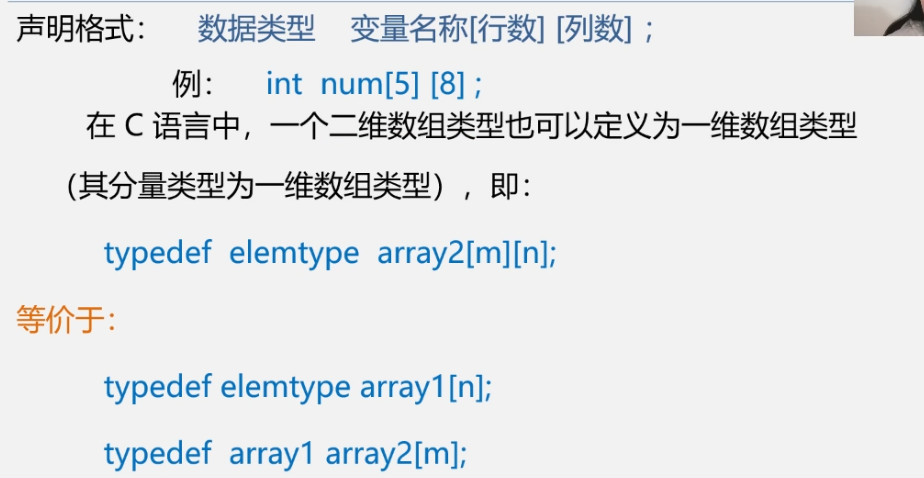 声明格式： 数据类型 变量名称[行数] [列数] ；
例： int num[5] [8] ;
在 C 语言中，一个二维数组类型也可以定义为一维数组类型
（其分量类型为一维数组类型），即：
typedef elemtype array2[m][n];
等价于：
typedef elemtype array1[n];
typedef array1 array2[m];